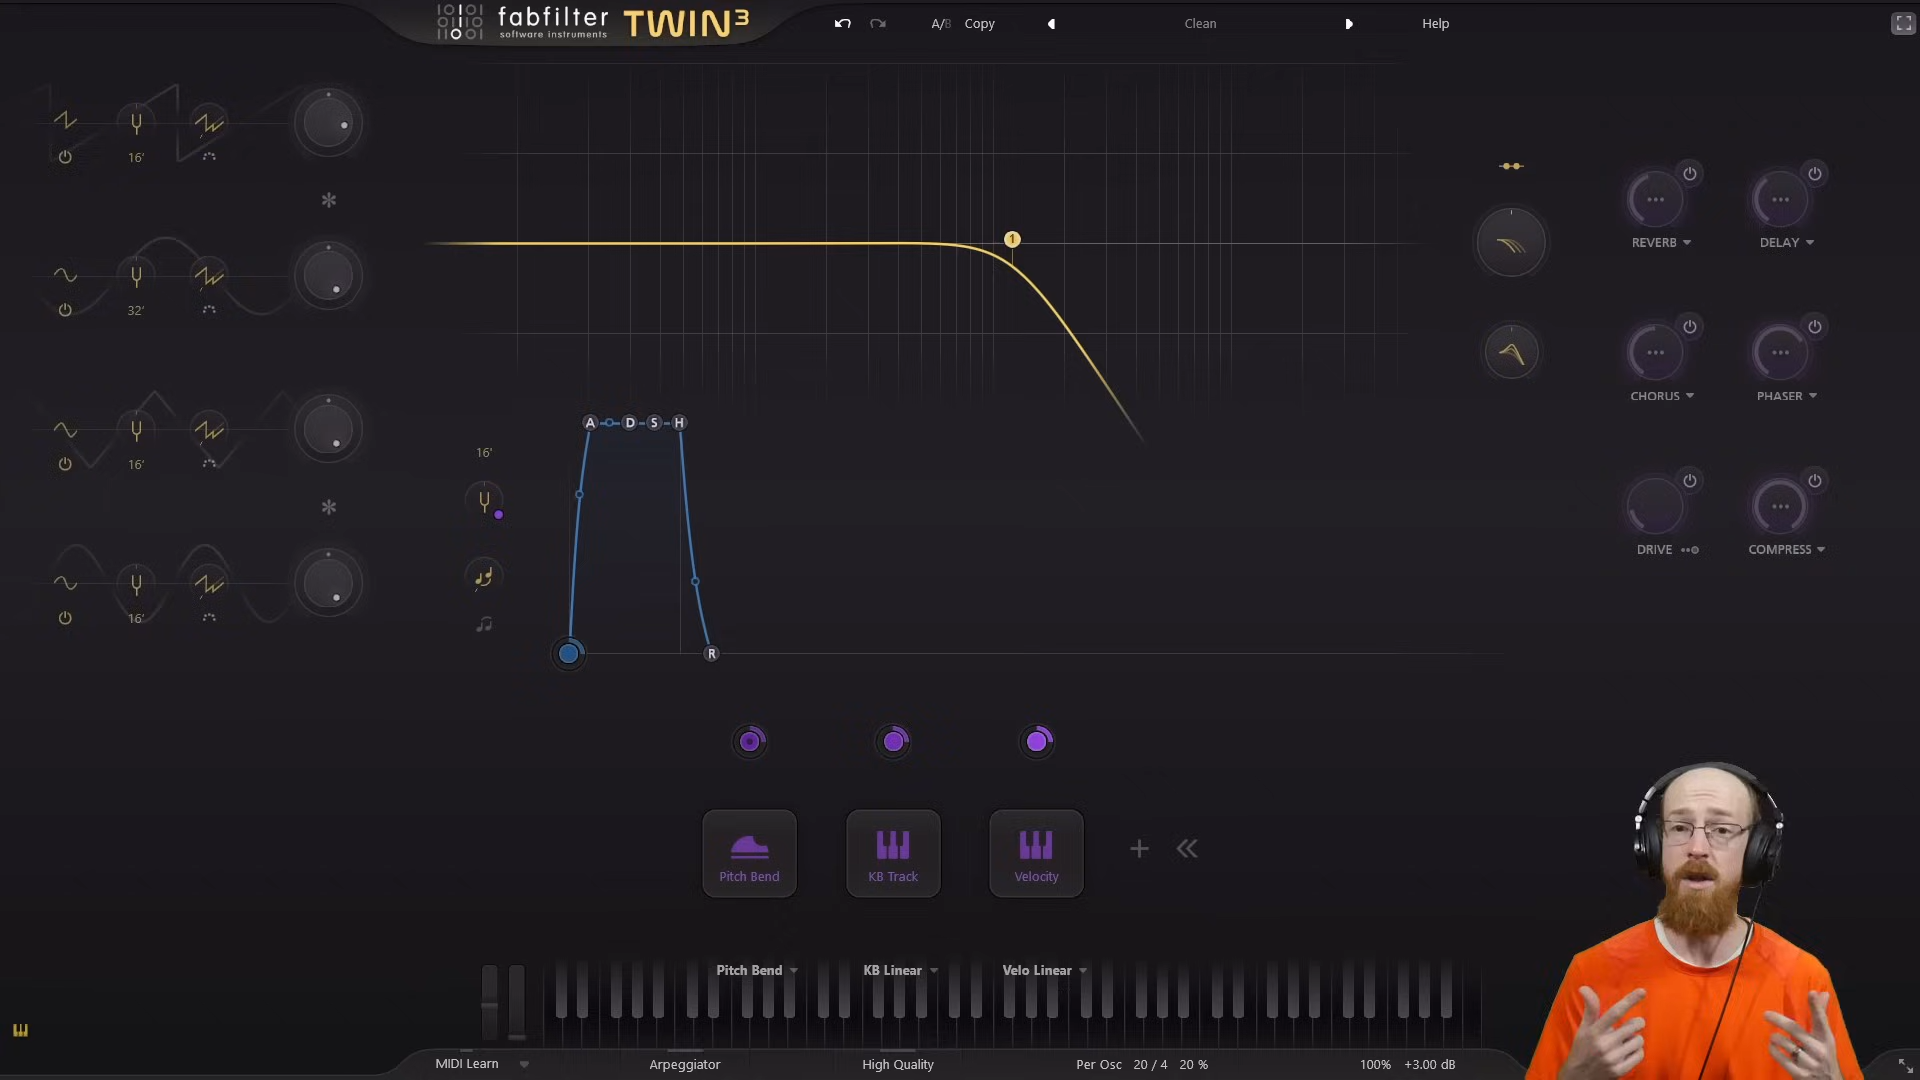 fabfilter
software instruments
TWIN3
A/B
Copy
Clean
Help
16'
32'
16'
16'
1
REVERB
DELAY
CHORUS
PHASER
DRIVE
COMPRESS
A
D
S
H
R
16'
Pitch Bend
KB Track
Velocity
Pitch Bend
KB Linear
Velo Linear
MIDI Learn
Arpeggiator
High Quality
Per Osc
20 / 4
20 %
100%
+3.00 dB